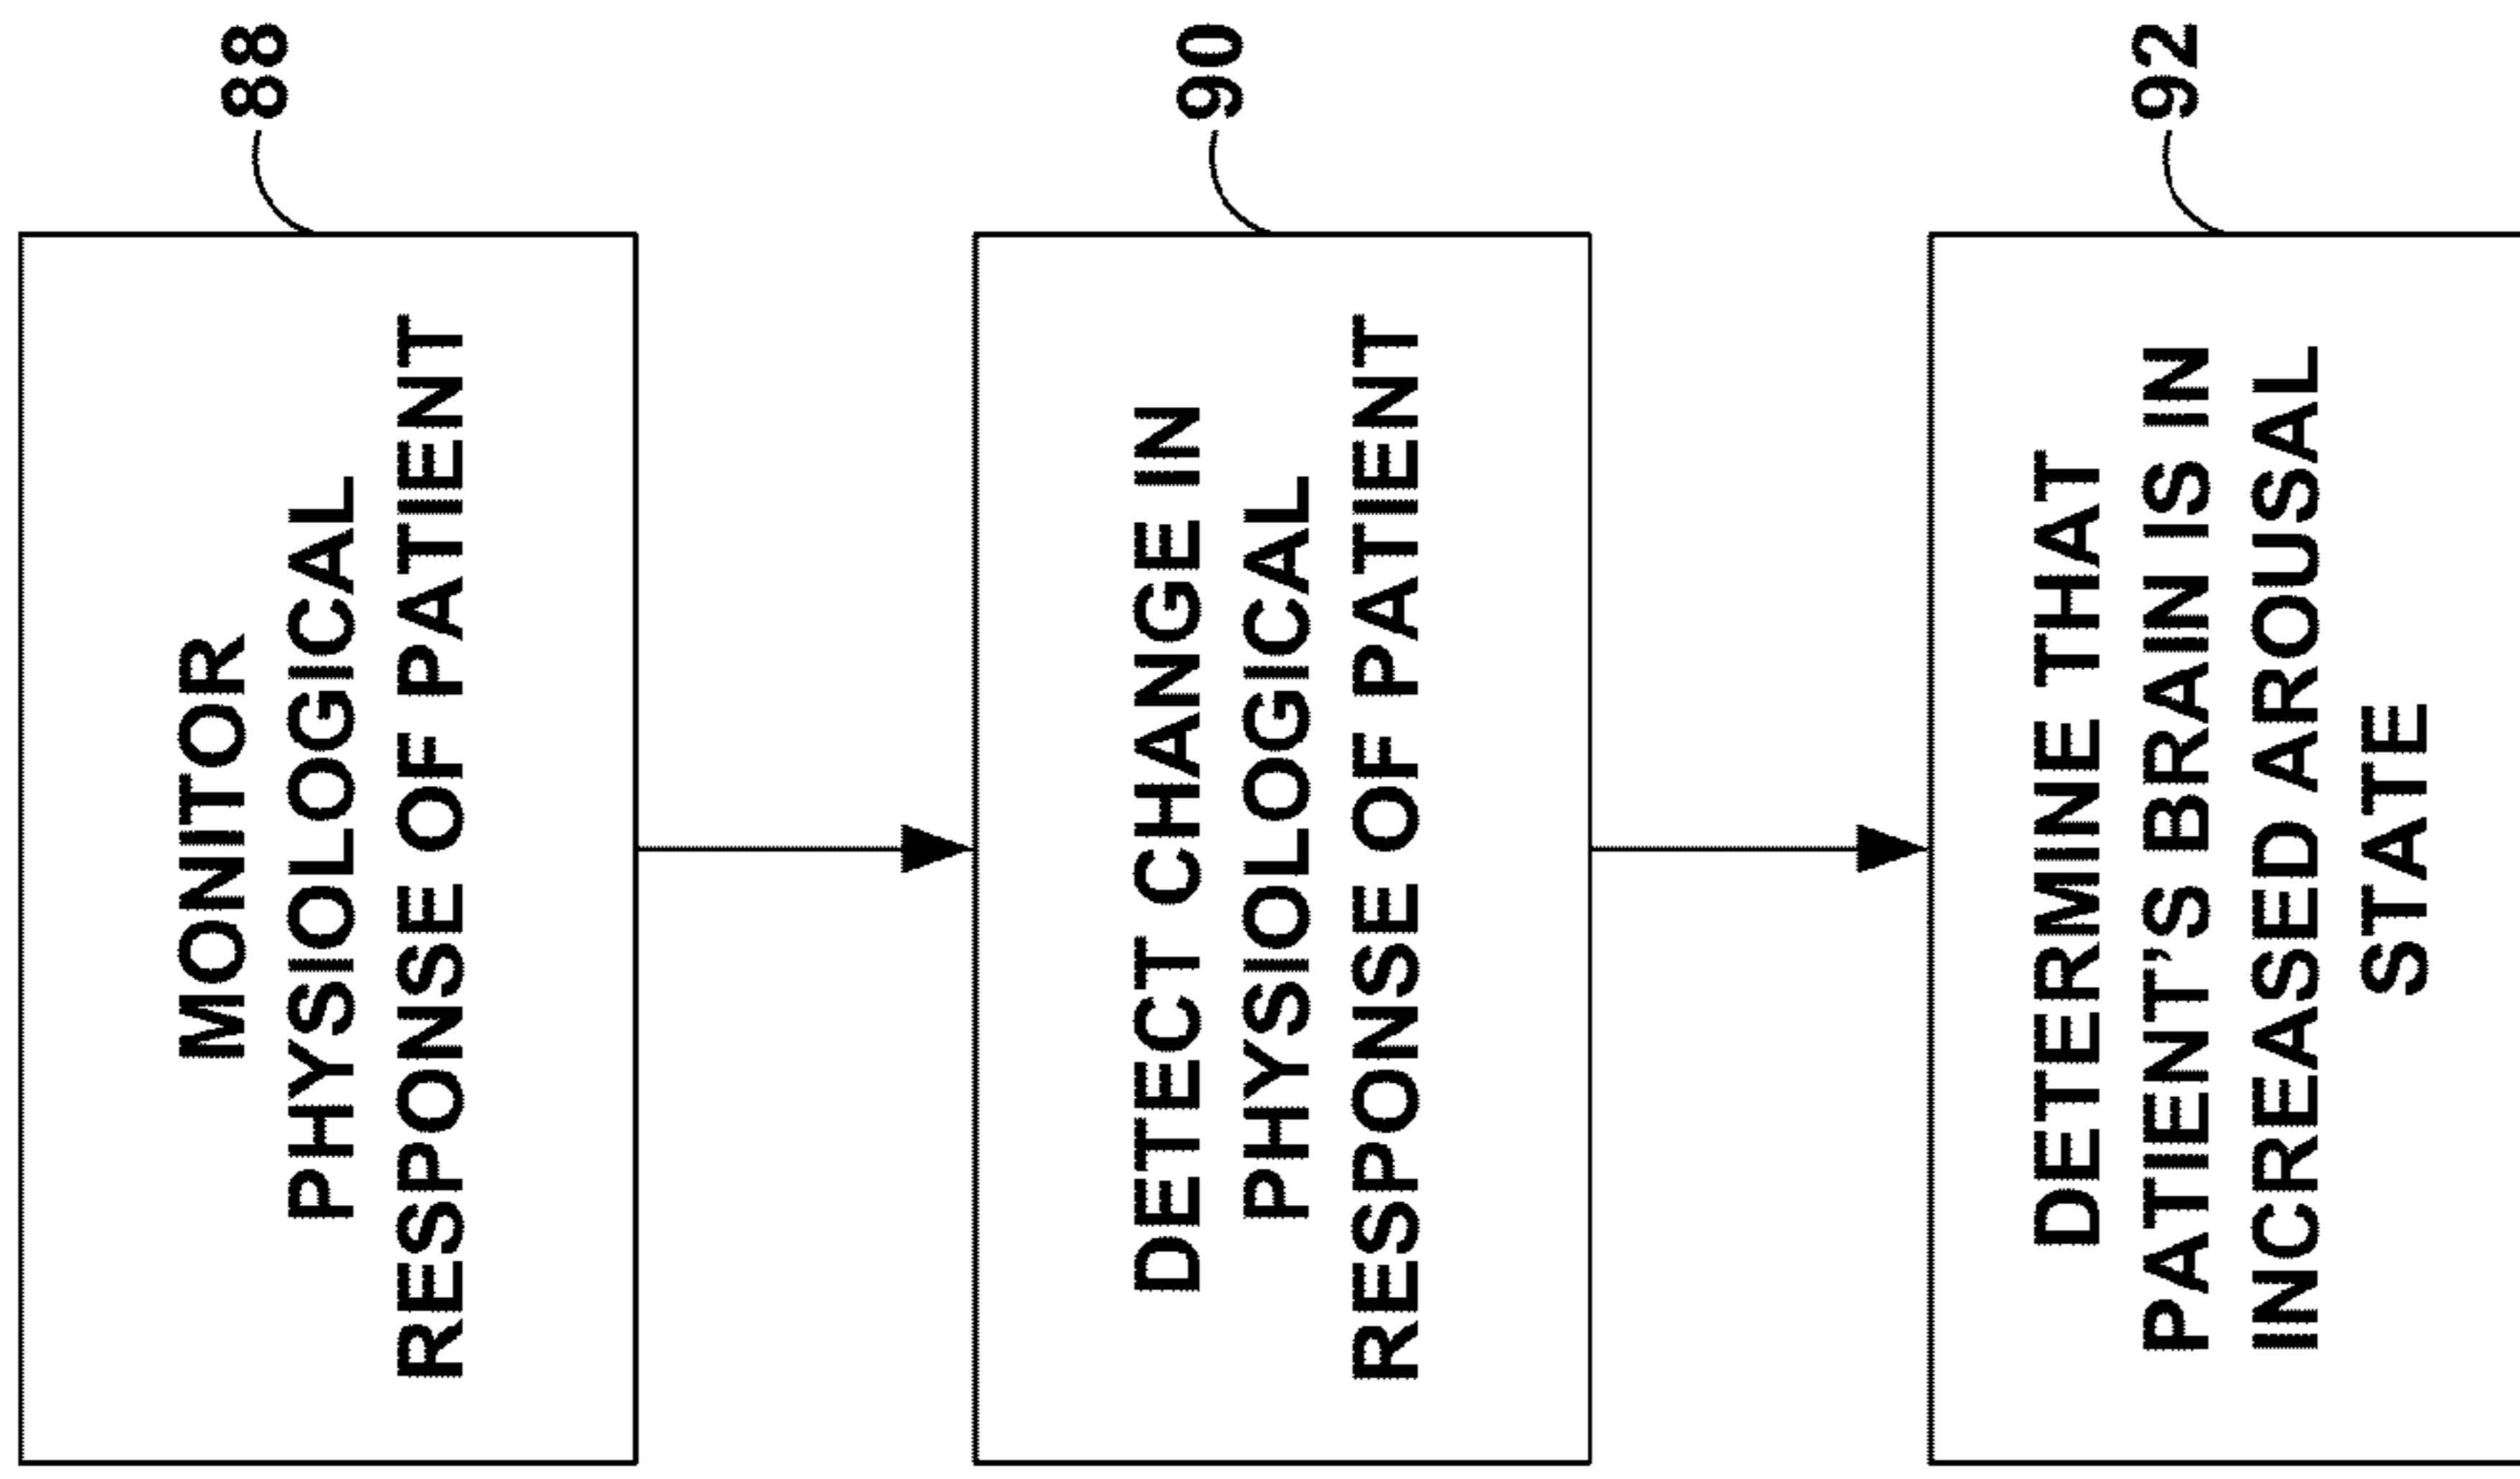 MONITOR
PHYSIOLOGICAL
RESPONSE OF PATIENT
88
DETECT CHANGE IN
PHYSIOLOGICAL
RESPONSE OF PATIENT
90
DETERMINE THAT
PATIENT'S BRAIN IS IN
INCREASED AROUSAL
STATE
92